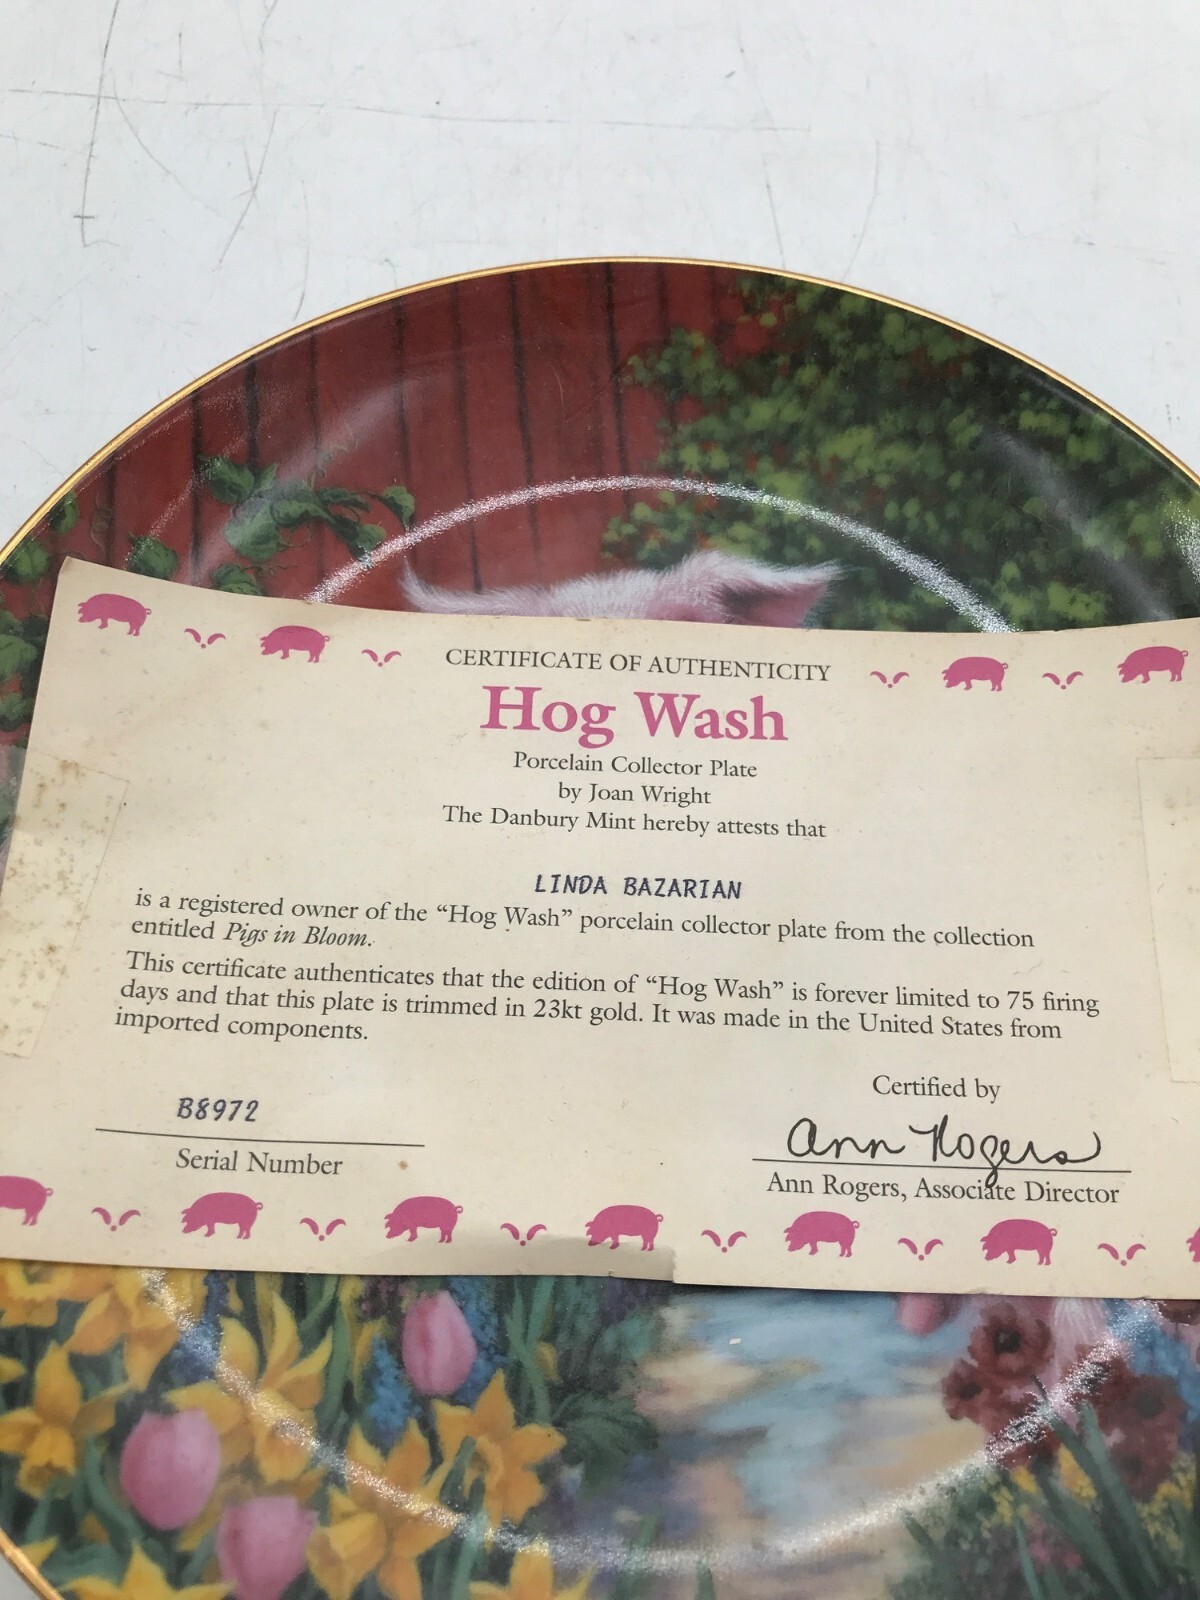 CERTIFICATE OF AUTHENTICITY
Hog Wash
Porcelain Collector Plate
by Joan Wright
The Danbury Mint hereby attests that
LINDA BAZARIAN
is a registered owner of the “Hog Wash” porcelain collector plate from the collection
entitled Pigs in Bloom.
This certificate authenticates that the edition of “Hog Wash” is forever limited to 75 firing
days and that this plate is trimmed in 23kt gold. It was made in the United States from
imported components.
Certified by
B8972
Ann Rogers
Serial Number
Ann Rogers, Associate Director